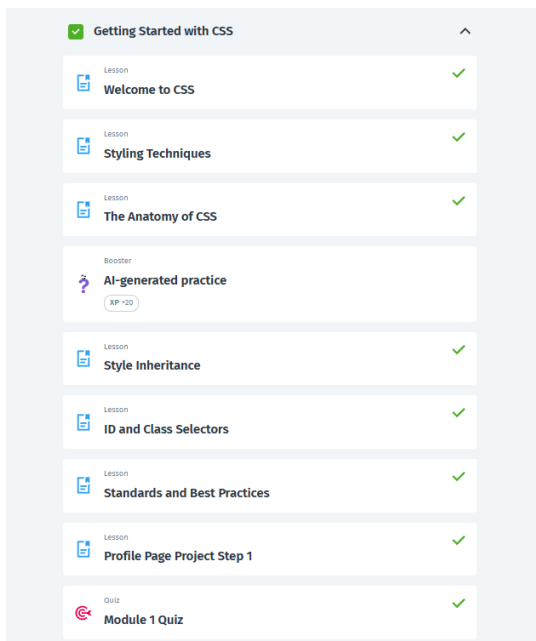 Getting Started with CSS
Lesson
Welcome to CSS
Lesson
Styling Techniques
Lesson
The Anatomy of CSS
Booster
AI-generated practice
XP +20
Lesson
Style Inheritance
Lesson
ID and Class Selectors
Lesson
Standards and Best Practices
Lesson
Profile Page Project Step 1
Quiz
Module 1 Quiz